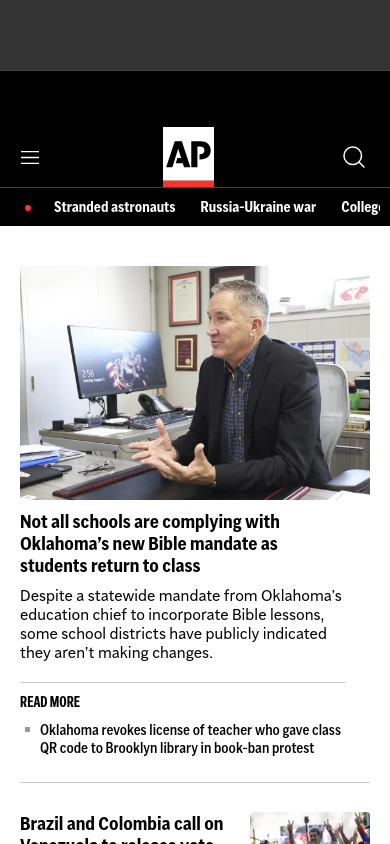 AP
Stranded astronauts Russia-Ukraine war Colleg
2:56
Not all schools are complying with
Oklahoma’s new Bible mandate as
students return to class
Despite a statewide mandate from Oklahoma’s
education chief to incorporate Bible lessons,
some school districts have publicly indicated
they aren’t making changes.
READ MORE
Oklahoma revokes license of teacher who gave class
QR code to Brooklyn library in book-ban protest
Brazil and Colombia call on
Venezuela to release vote